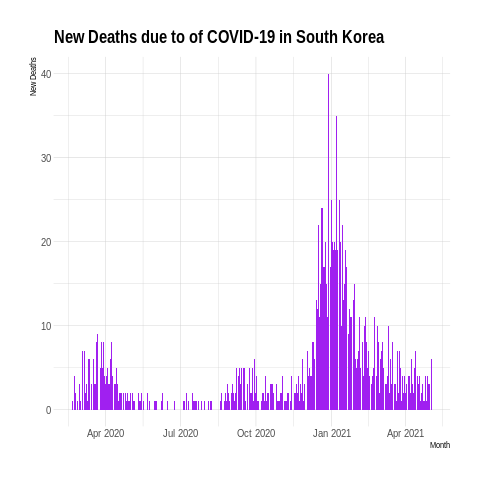 New Deaths due to of COVID-19 in South Korea
New Deaths
40
30
20
10
0
Apr 2020 Jul 2020 Oct 2020 Jan 2021 Apr 2021
Month